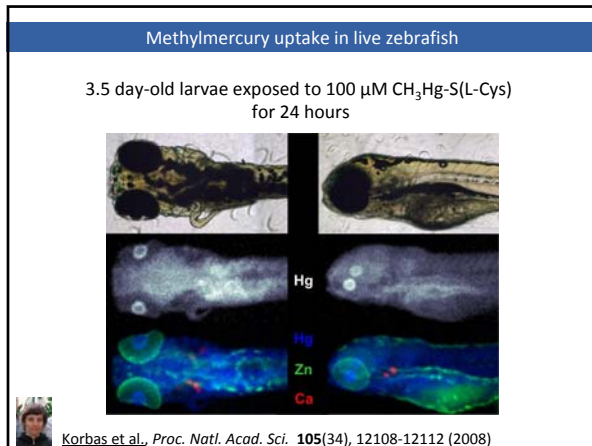 Methylmercury uptake in live zebrafish
3.5 day-old larvae exposed to 100 μM CH₃Hg-S(L-Cys)
for 24 hours
Hg
Hg
Zn
Ca
Korbas et al., Proc. Natl. Acad. Sci. 105(34), 12108-12112 (2008)